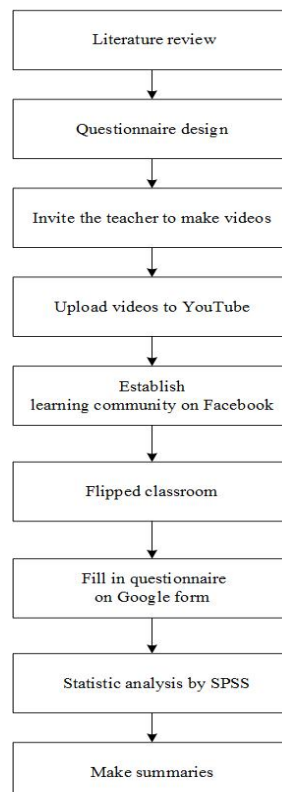 Literature review
Questionnaire design
Invite the teacher to make videos
Upload videos to YouTube
Establish
learning community on Facebook
Flipped classroom
Fill in questionnaire
on Google form
Statistic analysis by SPSS
Make summaries